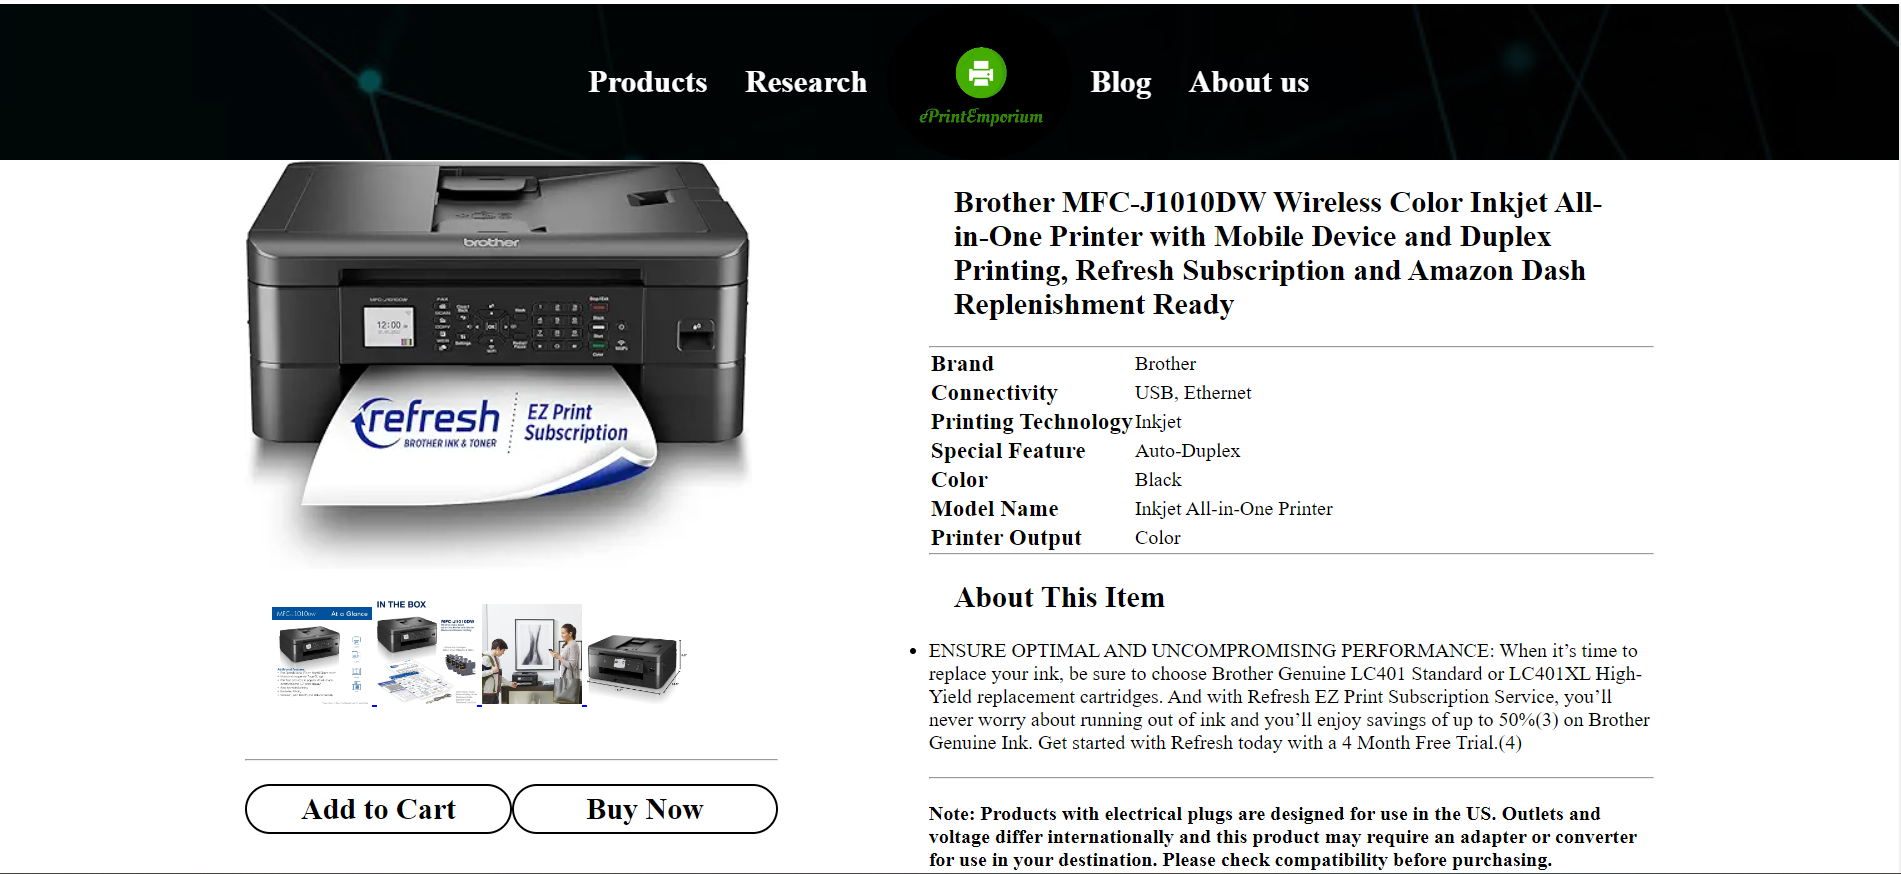 Products
Research
ePrintEmporium
Blog
About us
brother
MFC-J1010DW
12:00
refresh
BROTHER INK & TONER
EZ Print
Subscription
MFC-J1010DW
At a Glance
IN THE BOX
MFC-J1010DW
Add to Cart
Buy Now
Brother MFC-J1010DW Wireless Color Inkjet All-
in-One Printer with Mobile Device and Duplex
Printing, Refresh Subscription and Amazon Dash
Replenishment Ready
Brand Brother
Connectivity USB, Ethernet
Printing Technology Inkjet
Special Feature Auto-Duplex
Color Black
Model Name Inkjet All-in-One Printer
Printer Output Color
About This Item
• ENSURE OPTIMAL AND UNCOMPROMISING PERFORMANCE: When it’s time to
replace your ink, be sure to choose Brother Genuine LC401 Standard or LC401XL High-
Yield replacement cartridges. And with Refresh EZ Print Subscription Service, you’ll
never worry about running out of ink and you’ll enjoy savings of up to 50%(3) on Brother
Genuine Ink. Get started with Refresh today with a 4 Month Free Trial.(4)
Note: Products with electrical plugs are designed for use in the US. Outlets and
voltage differ internationally and this product may require an adapter or converter
for use in your destination. Please check compatibility before purchasing.